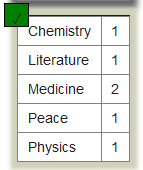 Chemistry 1
Literature 1
Medicine 2
Peace 1
Physics 1